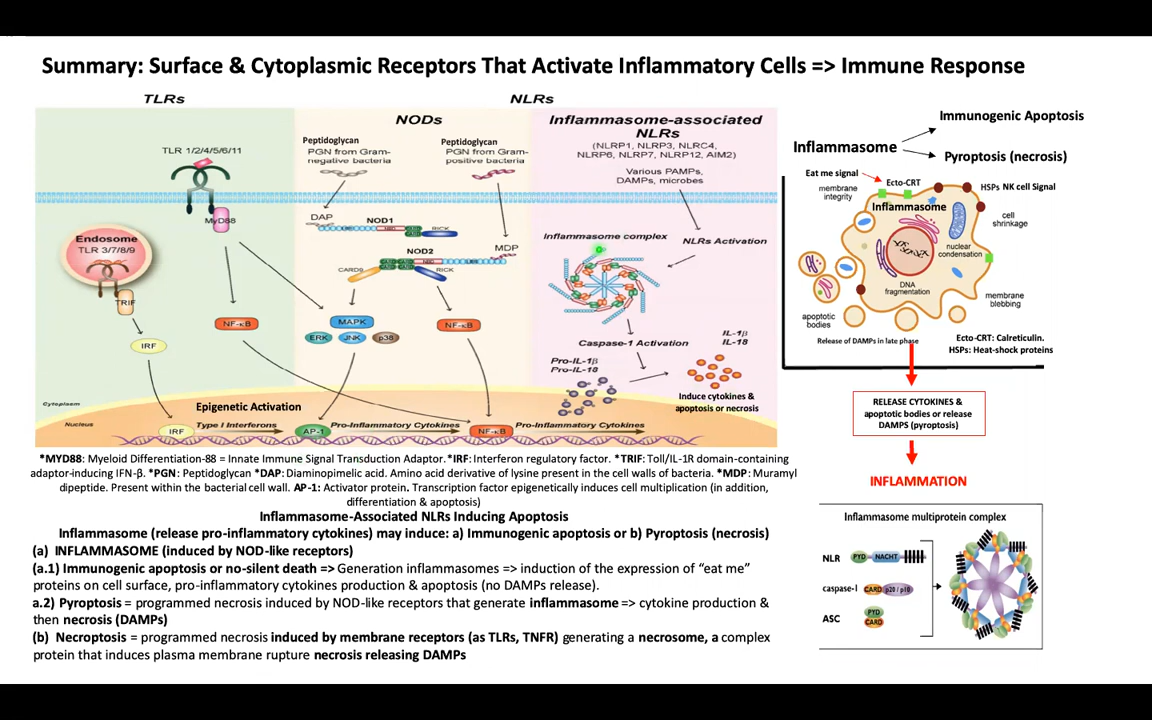 Summary: Surface & Cytoplasmic Receptors That Activate Inflammatory Cells => Immune Response
TLRs
NLRs
TLR 1/2/4/5/6/11
MyD88
Endosome
TLR 3/7/8/9
TRIF
IRF
NF-κB
NODs
Peptidoglycan
PGN from Gram-
negative bacteria
Peptidoglycan
PGN from Gram-
positive bacteria
DAP
NOD1
RICK
NOD2
MDP
CARD9
RICK
MAPK
ERK
JNK
p38
NF-κB
Inflammasome-associated
NLRs
(NLRP1, NLRP3, NLRC4,
NLRP6, NLRP7, NLRP12, AIM2)
Various PAMPs,
DAMPs, microbes
Inflammasome complex
NLRs Activation
Caspase-1 Activation
IL-1β
IL-18
Pro-IL-1β
Pro-IL-18
Induce cytokines &
apoptosis or necrosis
Cytoplasm
Nucleus
Epigenetic Activation
IRF
Type I Interferons
AP-1
Pro-Inflammatory Cytokines
NF-κB
Pro-Inflammatory Cytokines
*MYD88: Myeloid Differentiation-88 = Innate Immune Signal Transduction Adaptor. *IRF: Interferon regulatory factor. *TRIF: Toll/IL-1R domain-containing
adaptor-inducing IFN-β. *PGN: Peptidoglycan *DAP: Diaminopimelic acid. Amino acid derivative of lysine present in the cell walls of bacteria. *MDP: Muramyl
dipeptide. Present within the bacterial cell wall. AP-1: Activator protein. Transcription factor epigenetically induces cell multiplication (in addition,
differentiation & apoptosis)
Inflammasome-Associated NLRs Inducing Apoptosis
Inflammasome (release pro-inflammatory cytokines) may induce: a) Immunogenic apoptosis or b) Pyroptosis (necrosis)
(a) INFLAMMASOME (induced by NOD-like receptors)
(a.1) Immunogenic apoptosis or no-silent death => Generation inflammasomes => induction of the expression of "eat me"
proteins on cell surface, pro-inflammatory cytokines production & apoptosis (no DAMPs release).
a.2) Pyroptosis = programmed necrosis induced by NOD-like receptors that generate inflammasome => cytokine production &
then necrosis (DAMPs)
(b) Necroptosis = programmed necrosis induced by membrane receptors (as TLRs, TNFR) generating a necrosome, a complex
protein that induces plasma membrane rupture necrosis releasing DAMPs
Inflammasome
Immunogenic Apoptosis
Pyroptosis (necrosis)
Eat me signal
Ecto-CRT
HSPs NK cell Signal
membrane
integrity
Inflammasome
cell
shrinkage
nuclear
condensation
DNA
fragmentation
membrane
blebbing
apoptotic
bodies
Release of DAMPs in late phase
Ecto-CRT: Calreticulin.
HSPs: Heat-shock proteins
RELEASE CYTOKINES &
apoptotic bodies or release
DAMPS (pyroptosis)
INFLAMMATION
Inflammasome multiprotein complex
NLR
PYD
NACHT
caspase-I
CARD
p20 / p10
ASC
PYD
CARD